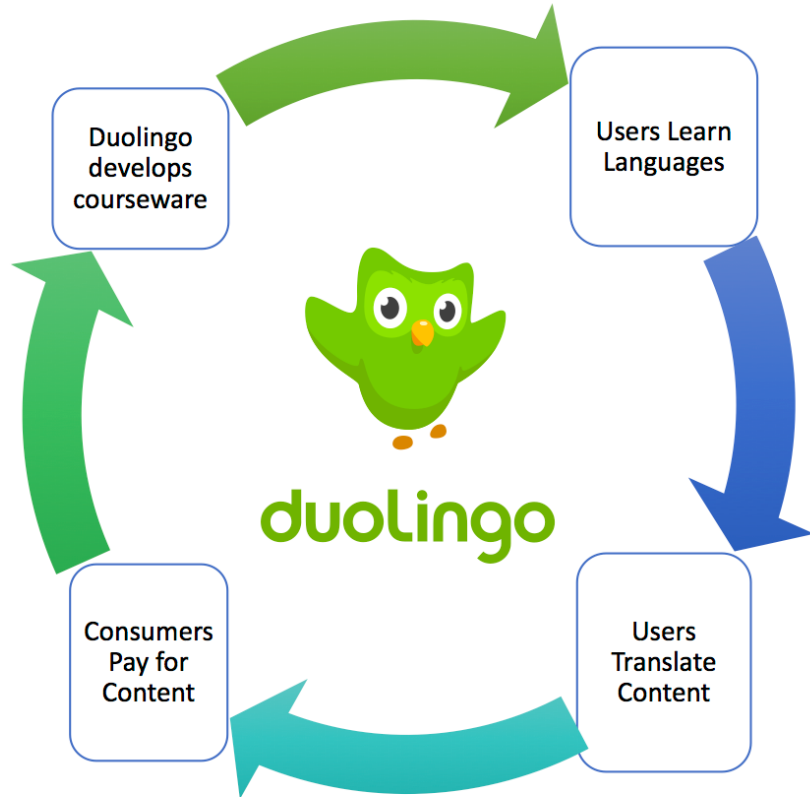 Duolingo
develops
courseware
Users Learn
Languages
duolingo
Consumers
Pay for
Content
Users
Translate
Content